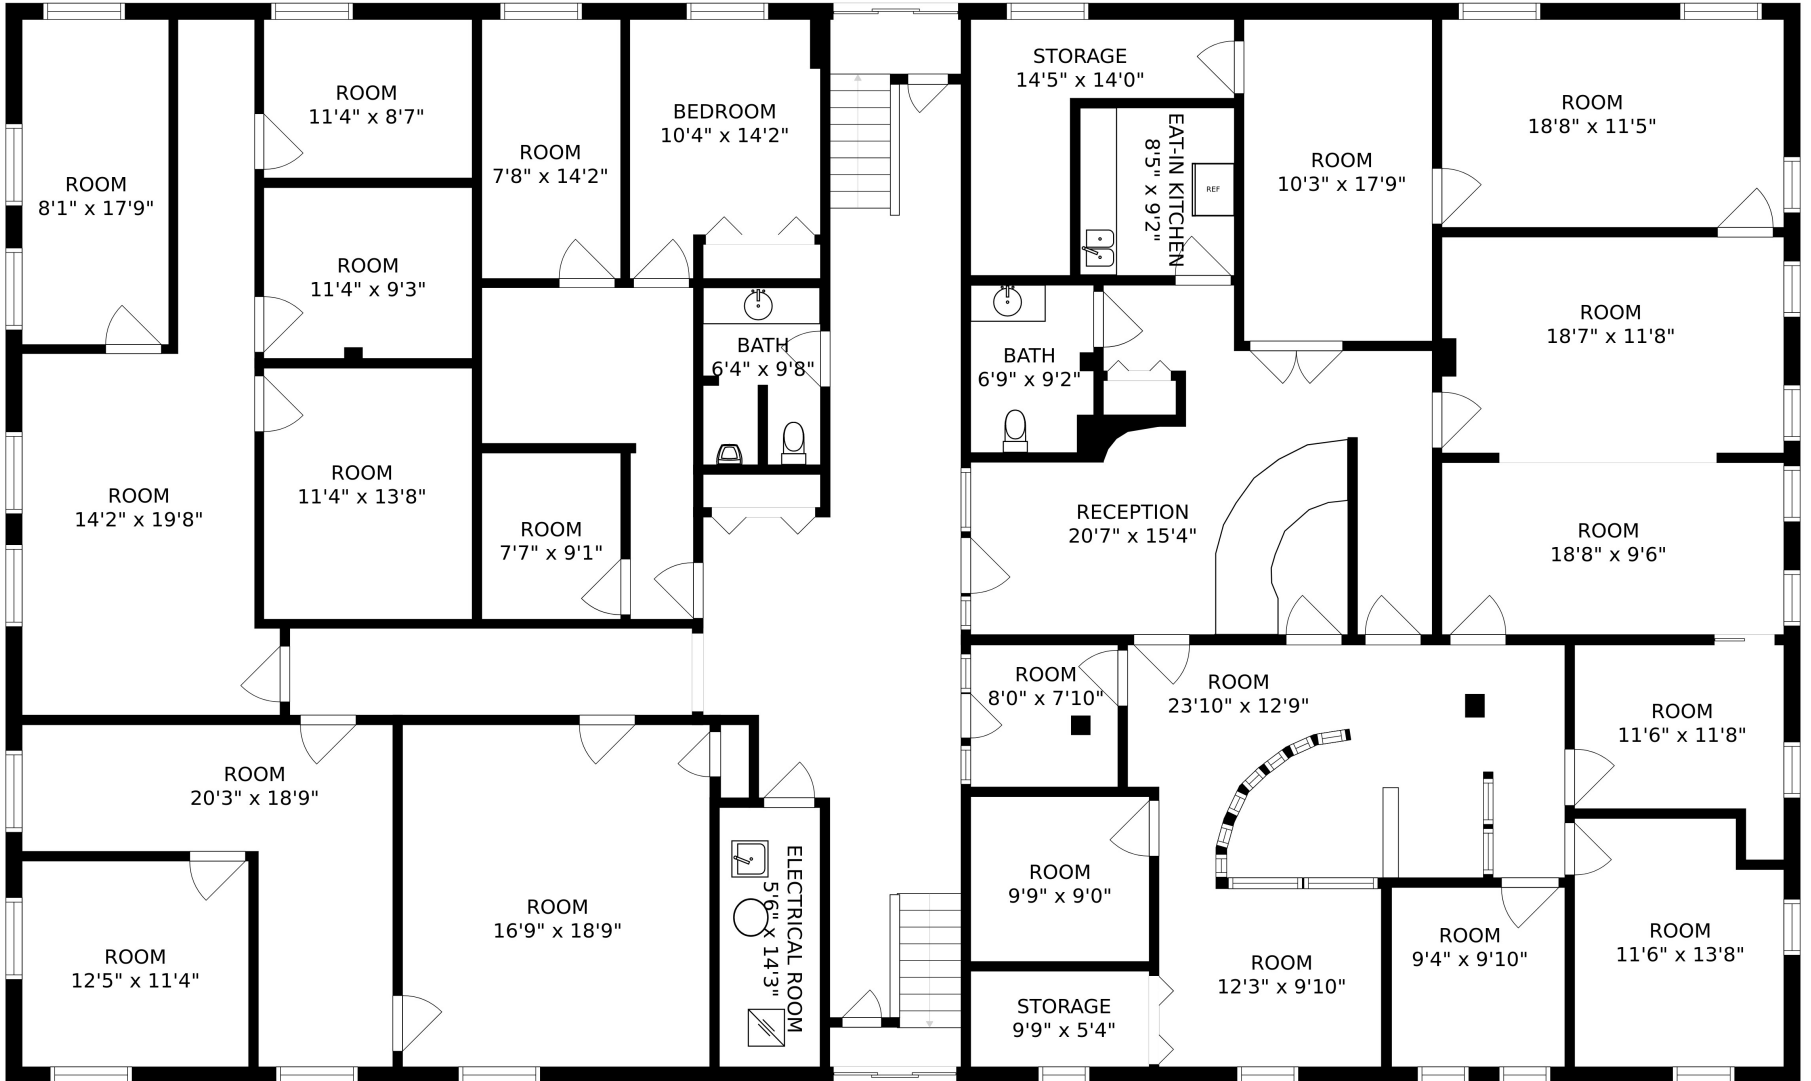 STORAGE
14'5" x 14'0"
ROOM
11'4" x 8'7"
ROOM
18'8" x 11'5"
BEDROOM
10'4" x 14'2"
ROOM
7'8" x 14'2"
EAT-IN KITCHEN
8'5" x 9'2"
REF
ROOM
10'3" x 17'9"
ROOM
8'1" x 17'9"
ROOM
11'4" x 9'3"
ROOM
18'7" x 11'8"
BATH
6'4" x 9'8"
BATH
6'9" x 9'2"
ROOM
11'4" x 13'8"
ROOM
14'2" x 19'8"
RECEPTION
20'7" x 15'4"
ROOM
7'7" x 9'1"
ROOM
18'8" x 9'6"
ROOM
8'0" x 7'10"
ROOM
23'10" x 12'9"
ROOM
11'6" x 11'8"
ROOM
20'3" x 18'9"
ROOM
9'9" x 9'0"
ROOM
16'9" x 18'9"
ELECTRICAL ROOM
5'6" x 14'3"
ROOM
12'5" x 11'4"
ROOM
9'4" x 9'10"
ROOM
11'6" x 13'8"
ROOM
12'3" x 9'10"
STORAGE
9'9" x 5'4"